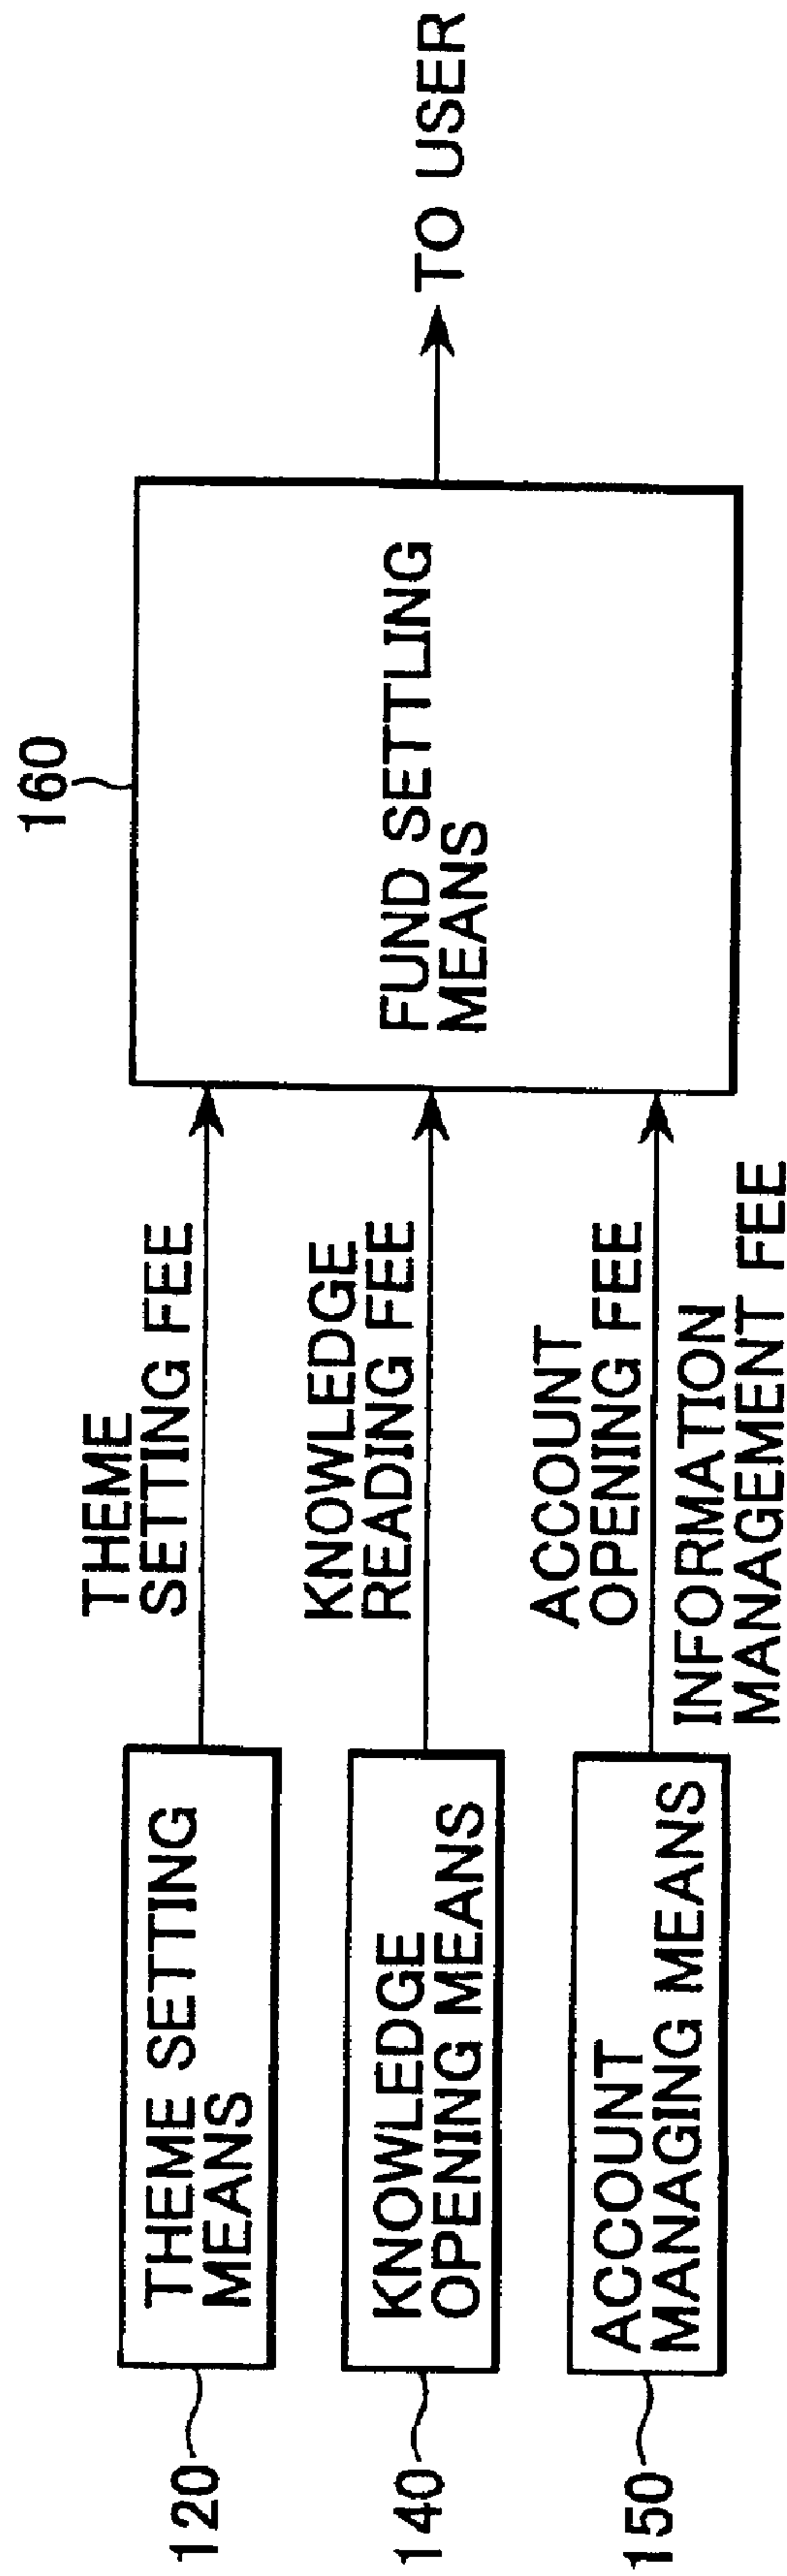 120
THEME SETTING
MEANS
THEME
SETTING FEE
140
KNOWLEDGE
OPENING MEANS
KNOWLEDGE
READING FEE
150
ACCOUNT
MANAGING MEANS
ACCOUNT
OPENING FEE
INFORMATION
MANAGEMENT FEE
160
FUND SETTLING
MEANS
TO USER